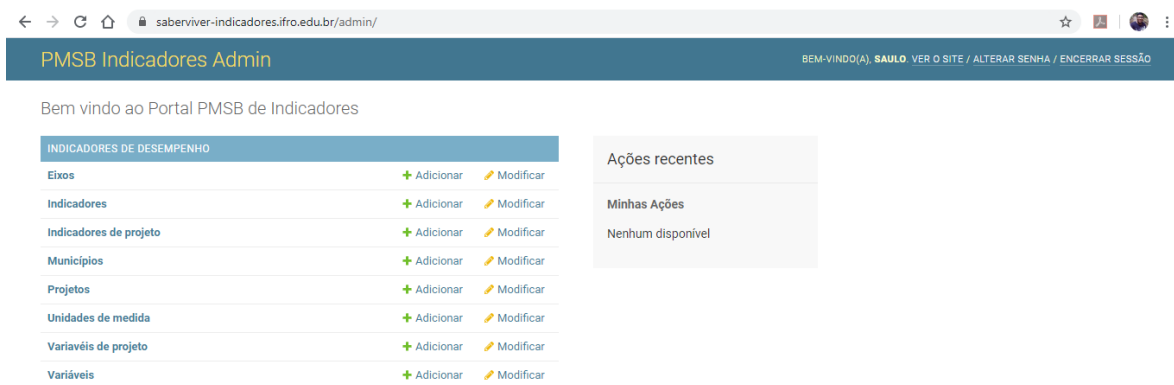 saberviver-indicadores.ifro.edu.br/admin/
PMSB Indicadores Admin
BEM-VINDO(A), SAULO. VER O SITE / ALTERAR SENHA / ENCERRAR SESSÃO
Bem vindo ao Portal PMSB de Indicadores
INDICADORES DE DESEMPENHO
Eixos Adicionar Modificar
Indicadores Adicionar Modificar
Indicadores de projeto Adicionar Modificar
Municípios Adicionar Modificar
Projetos Adicionar Modificar
Unidades de medida Adicionar Modificar
Variavéis de projeto Adicionar Modificar
Variáveis Adicionar Modificar
Ações recentes
Minhas Ações
Nenhum disponível